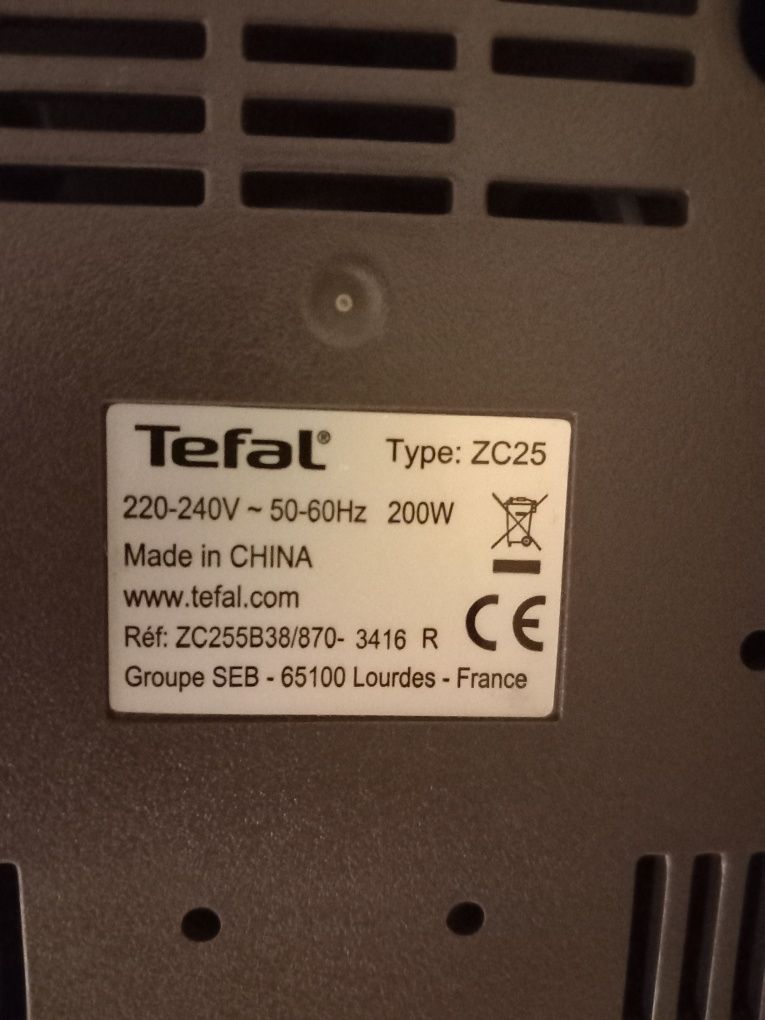 Tefal® Type: ZC25
220-240V ~ 50-60Hz 200W
Made in CHINA
www.tefal.com
Réf: ZC255B38/870- 3416 R
CE
Groupe SEB - 65100 Lourdes - France